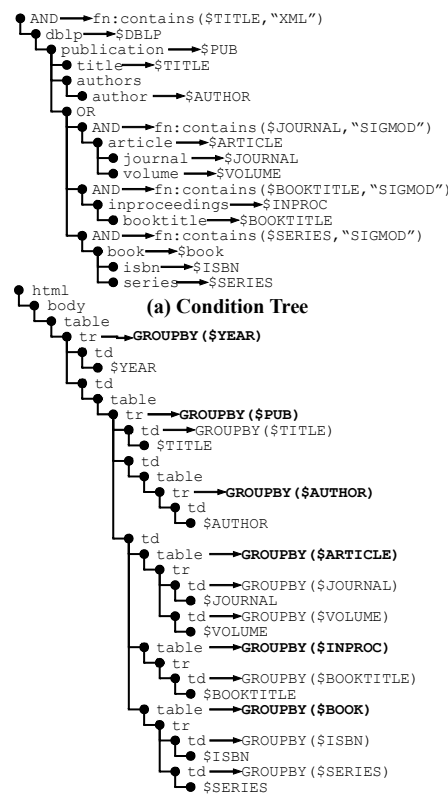 AND fn:contains($TITLE,“XML”)
dblp $DBLP
publication $PUB
title $TITLE
authors
author $AUTHOR
OR
AND fn:contains($JOURNAL,“SIGMOD”)
article $ARTICLE
journal $JOURNAL
volume $VOLUME
AND fn:contains($BOOKTITLE,“SIGMOD”)
inproceedings $INPROC
booktitle $BOOKTITLE
AND fn:contains($SERIES,“SIGMOD”)
book $book
isbn $ISBN
series $SERIES
(a) Condition Tree
html
body
table
tr GROUPBY($YEAR)
td
$YEAR
td
table
tr GROUPBY($PUB)
td GROUPBY($TITLE)
$TITLE
td
table
tr GROUPBY($AUTHOR)
td
$AUTHOR
td
table GROUPBY($ARTICLE)
tr
td GROUPBY($JOURNAL)
$JOURNAL
td GROUPBY($VOLUME)
$VOLUME
table GROUPBY($INPROC)
tr
td GROUPBY($BOOKTITLE)
$BOOKTITLE
table GROUPBY($BOOK)
tr
td GROUPBY($ISBN)
$ISBN
td GROUPBY($SERIES)
$SERIES